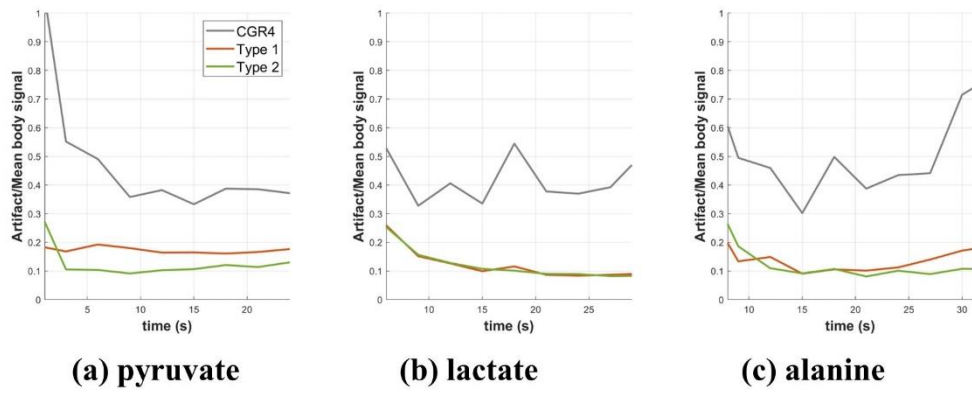 1
0.9
0.8
0.7
0.6
0.5
0.4
0.3
0.2
0.1
0
5 10 15 20
Artifact/Mean body signal
time (s)
CGR4
Type 1
Type 2
(a) pyruvate
1
0.9
0.8
0.7
0.6
0.5
0.4
0.3
0.2
0.1
0
10 15 20 25
Artifact/Mean body signal
time (s)
(b) lactate
1
0.9
0.8
0.7
0.6
0.5
0.4
0.3
0.2
0.1
0
10 15 20 25 30
Artifact/Mean body signal
time (s)
(c) alanine